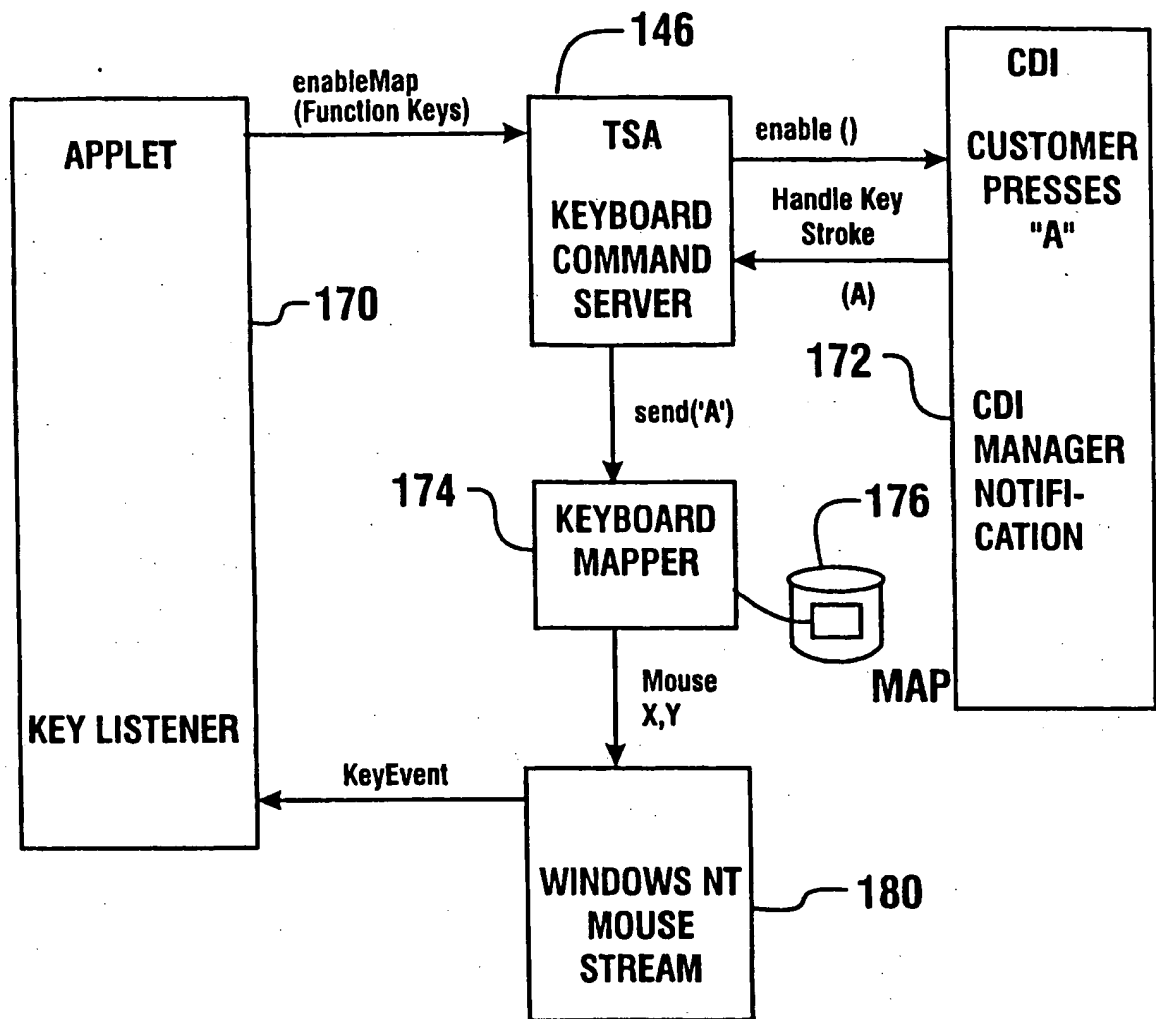 146
enableMap
(Function Keys)
APPLET
TSA
KEYBOARD
COMMAND
SERVER
enable ()
Handle Key
Stroke
(A)
CDI
CUSTOMER
PRESSES
"A"
170
172
CDI
MANAGER
NOTIFI-
CATION
send('A')
174
KEYBOARD
MAPPER
176
MAP
Mouse
X,Y
KEY LISTENER
KeyEvent
WINDOWS NT
MOUSE
STREAM
180